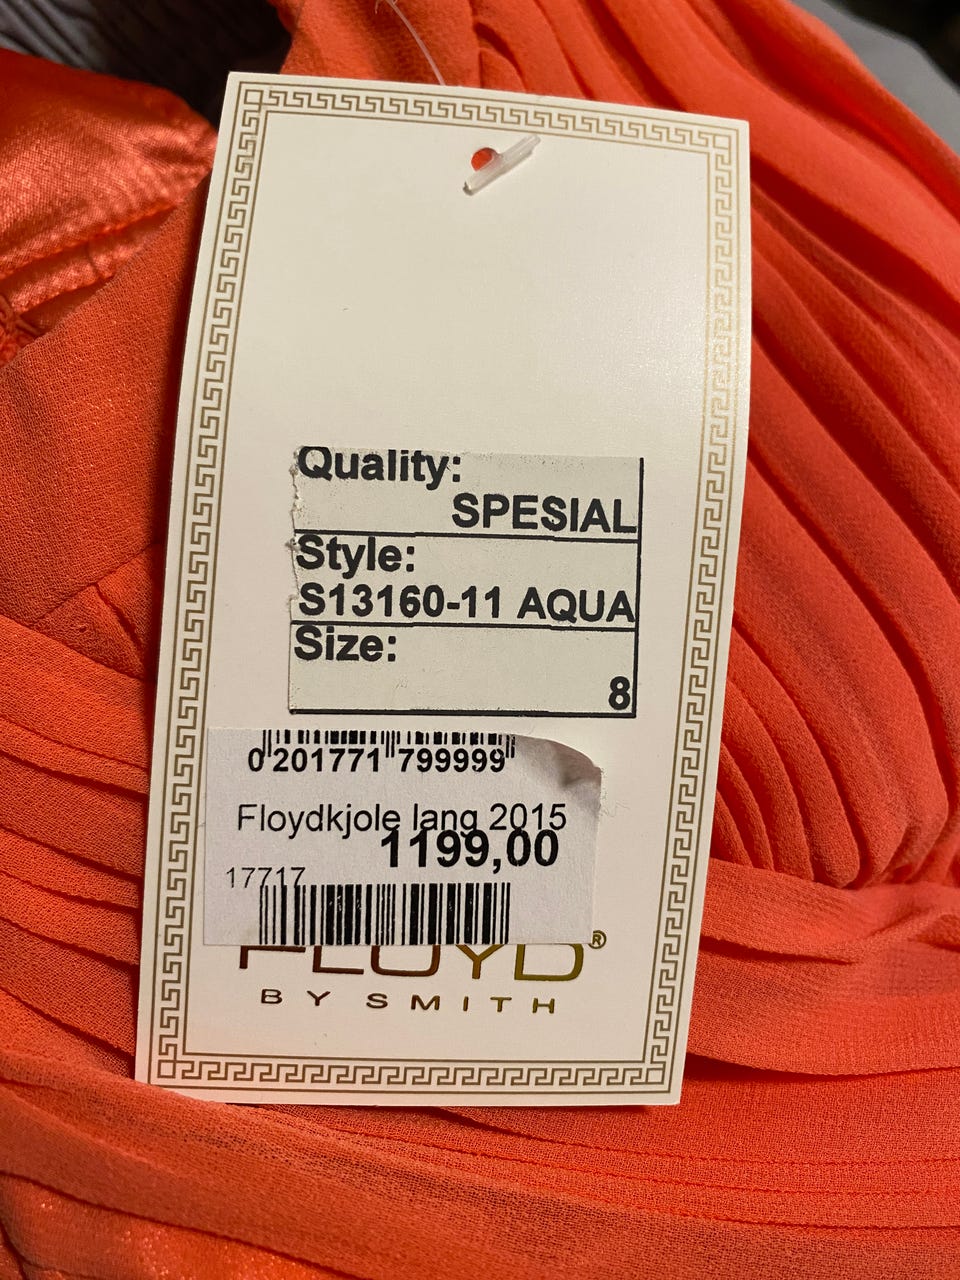 Quality:
SPESIAL
Style:
S13160-11 AQUA
Size:
8
0 201771 799999
Floydkjole lang 2015
1199,00
17717
FLOYD®
BY SMITH